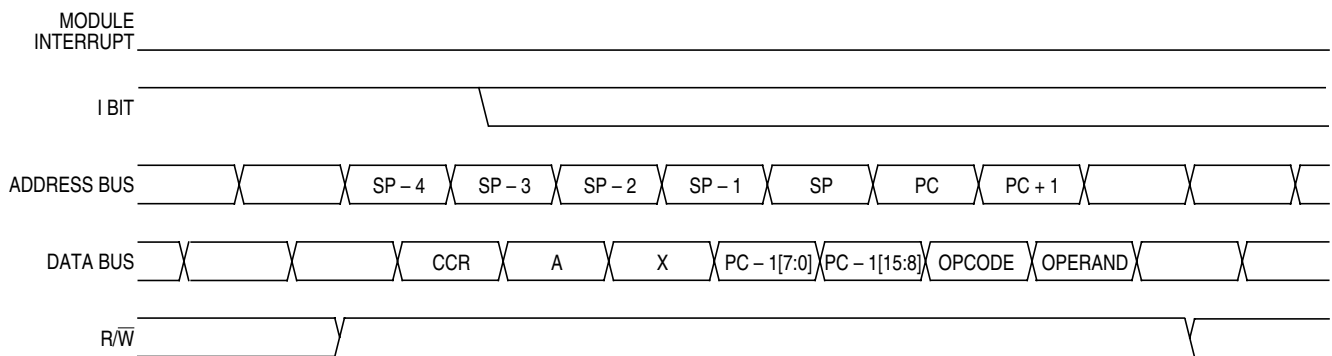 MODULE
INTERRUPT
I BIT
ADDRESS BUS SP – 4 SP – 3 SP – 2 SP – 1 SP PC PC + 1
DATA BUS CCR A X PC – 1[7:0] PC – 1[15:8] OPCODE OPERAND
R/W̅